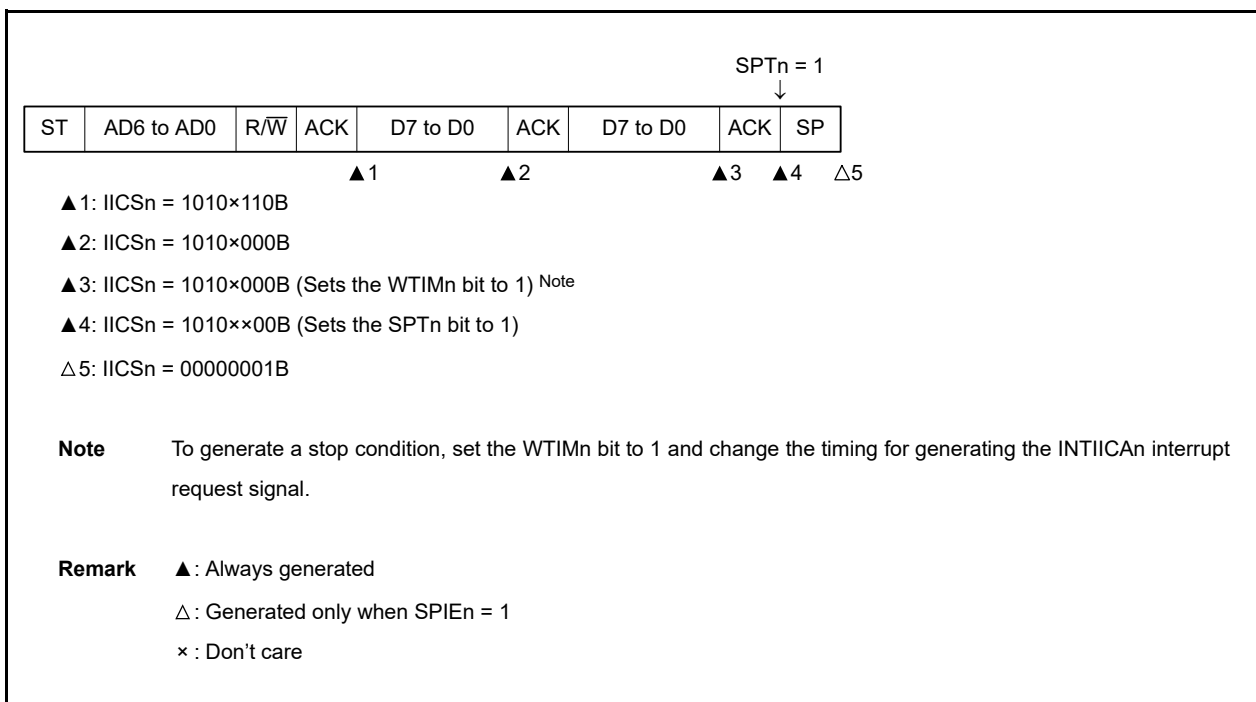 SPTn = 1
↓
ST AD6 to AD0 R/W̅ ACK D7 to D0 ACK D7 to D0 ACK SP
▲1 ▲2 ▲3 ▲4 △5
▲1: IICSn = 1010×110B
▲2: IICSn = 1010×000B
▲3: IICSn = 1010×000B (Sets the WTIMn bit to 1) Note
▲4: IICSn = 1010××00B (Sets the SPTn bit to 1)
△5: IICSn = 00000001B
Note To generate a stop condition, set the WTIMn bit to 1 and change the timing for generating the INTIICAn interrupt
request signal.
Remark ▲: Always generated
△: Generated only when SPIEn = 1
× : Don’t care